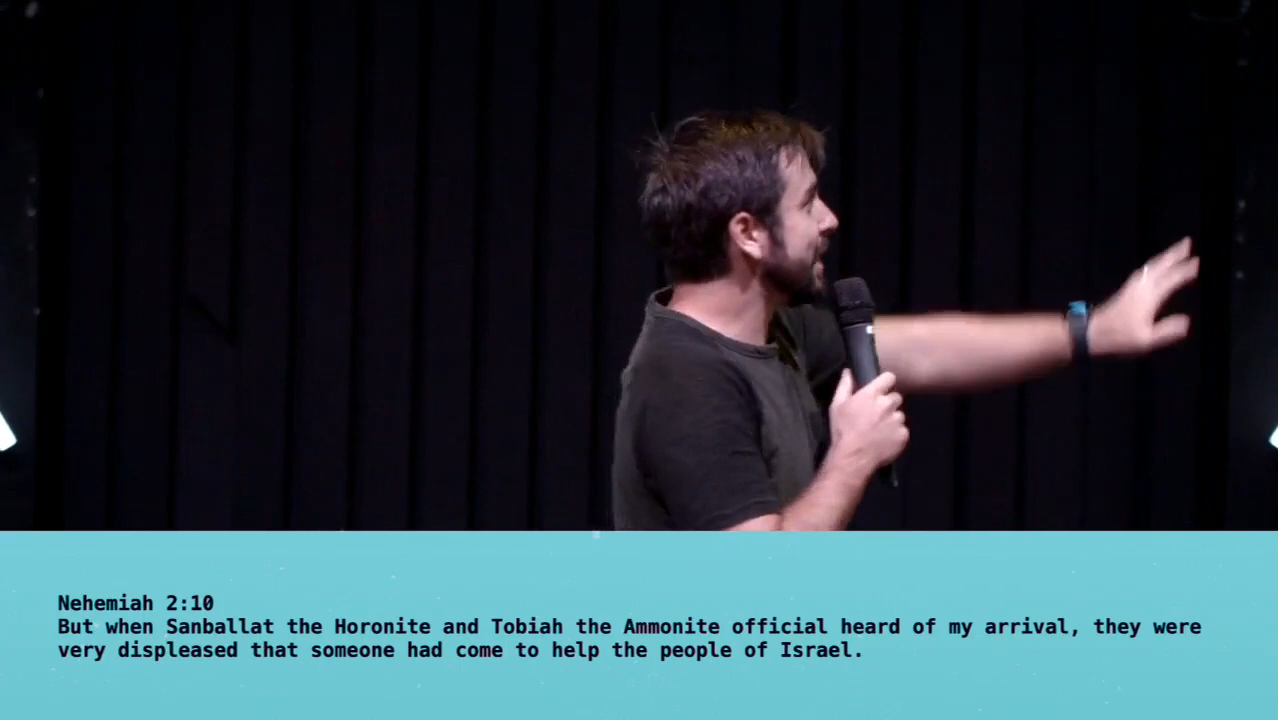 Nehemiah 2:10
But when Sanballat the Horonite and Tobiah the Ammonite official heard of my arrival, they were
very displeased that someone had come to help the people of Israel.